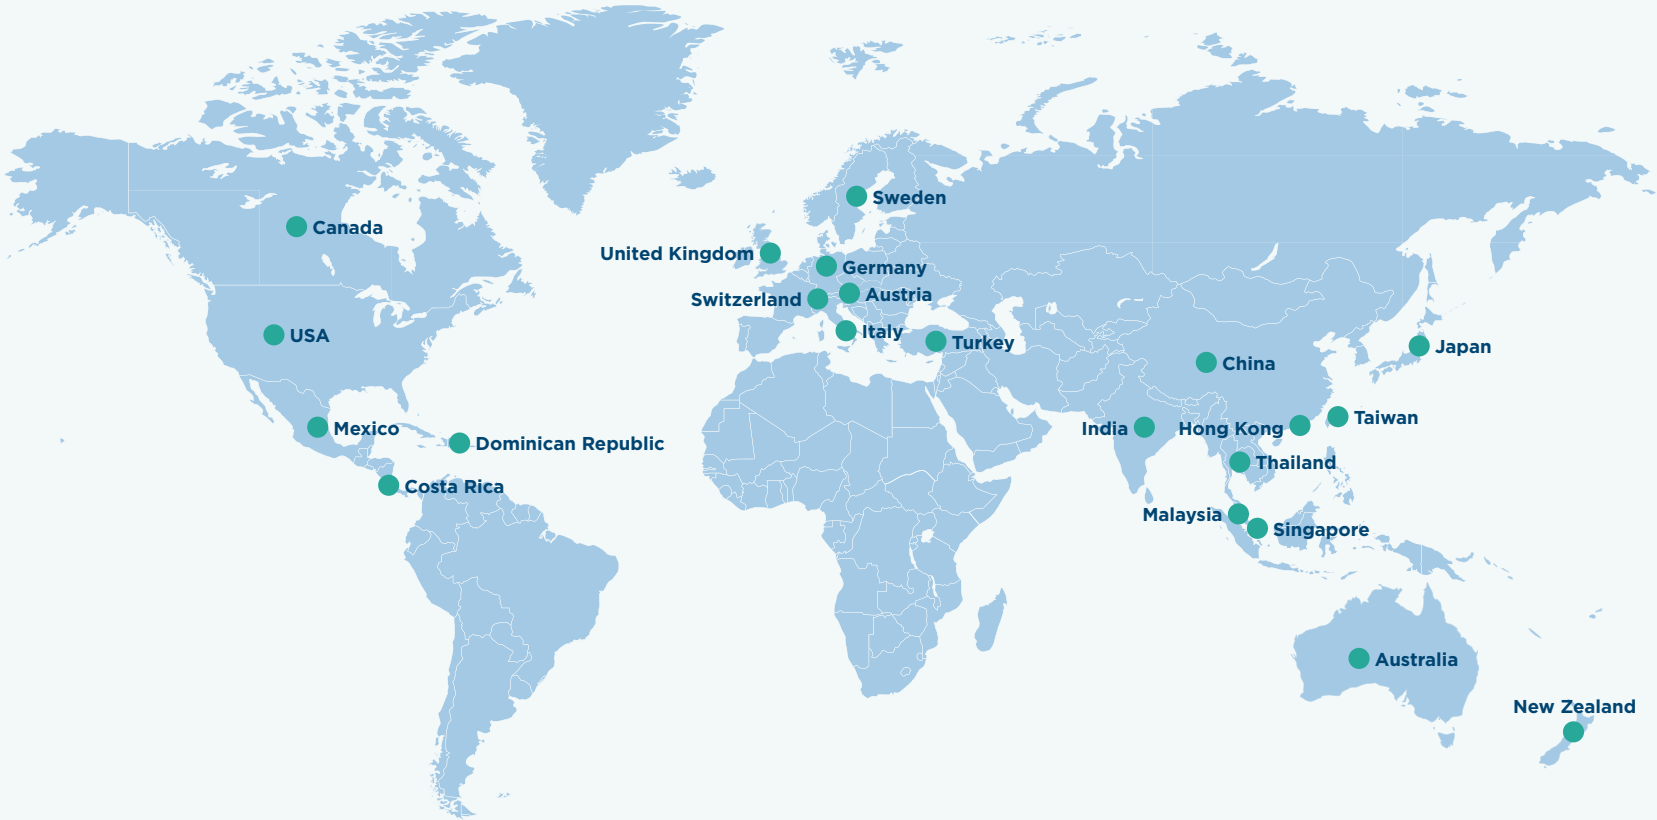 Sweden
Canada
United Kingdom
Germany
Switzerland
Austria
USA
Italy
Turkey
Japan
China
Taiwan
Mexico
India
Hong Kong
Dominican Republic
Thailand
Costa Rica
Malaysia
Singapore
Australia
New Zealand